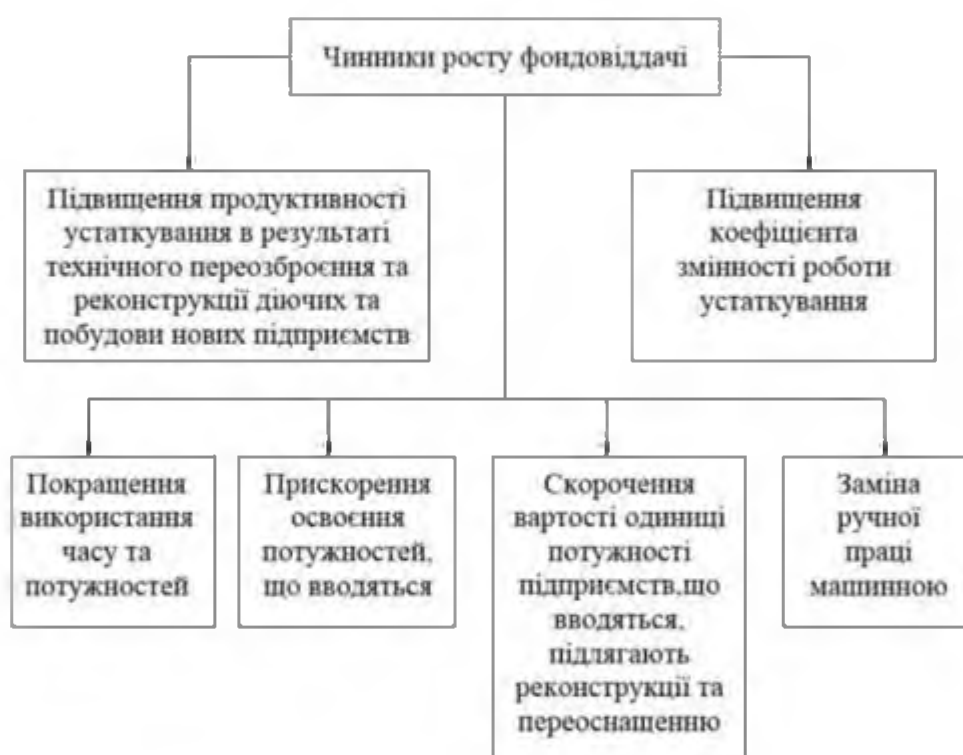 Чинники росту фондовіддачі
Підвищення продуктивності
устаткування в результаті
технічного переозброєння та
реконструкції діючих та
побудови нових підприємств
Підвищення
коефіцієнта
змінності роботи
устаткування
Покращення
використання
часу та
потужностей
Прискорення
освоєння
потужностей,
що вводяться
Скорочення
вартості одиниці
потужності
підприємств,що
вводяться,
підлягають
реконструкції та
переоснащенню
Заміна
ручної
праці
машинною